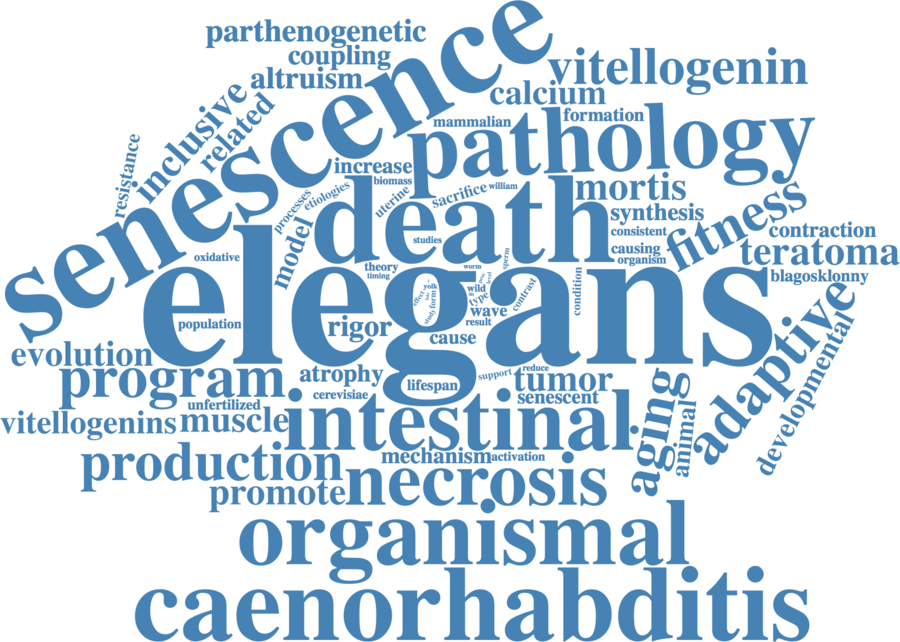 parthenogenetic
coupling
altruism
senescence
vitellogenin
calcium
inclusive
related
resistance
mammalian
formation
pathology
increase
biomass
etiologies
processes
uterine
sacrifice
william
mortis
death
synthesis
consistent
fitness
contraction
model
studies
causing
organism
teratoma
oxidative
theory
timing
worm
sperm
blagosklonny
elegans
yolk
form
study
wild
type
wave
result
contrast
condition
population
rigor
cause
adaptive
developmental
evolution
program
atrophy
lifespan
support
reduce
tumor
cerevisiae
senescent
unfertilized
vitellogenins
muscle
intestinal
aging
animal
production
mechanism
activation
promote
necrosis
organismal
caenorhabditis